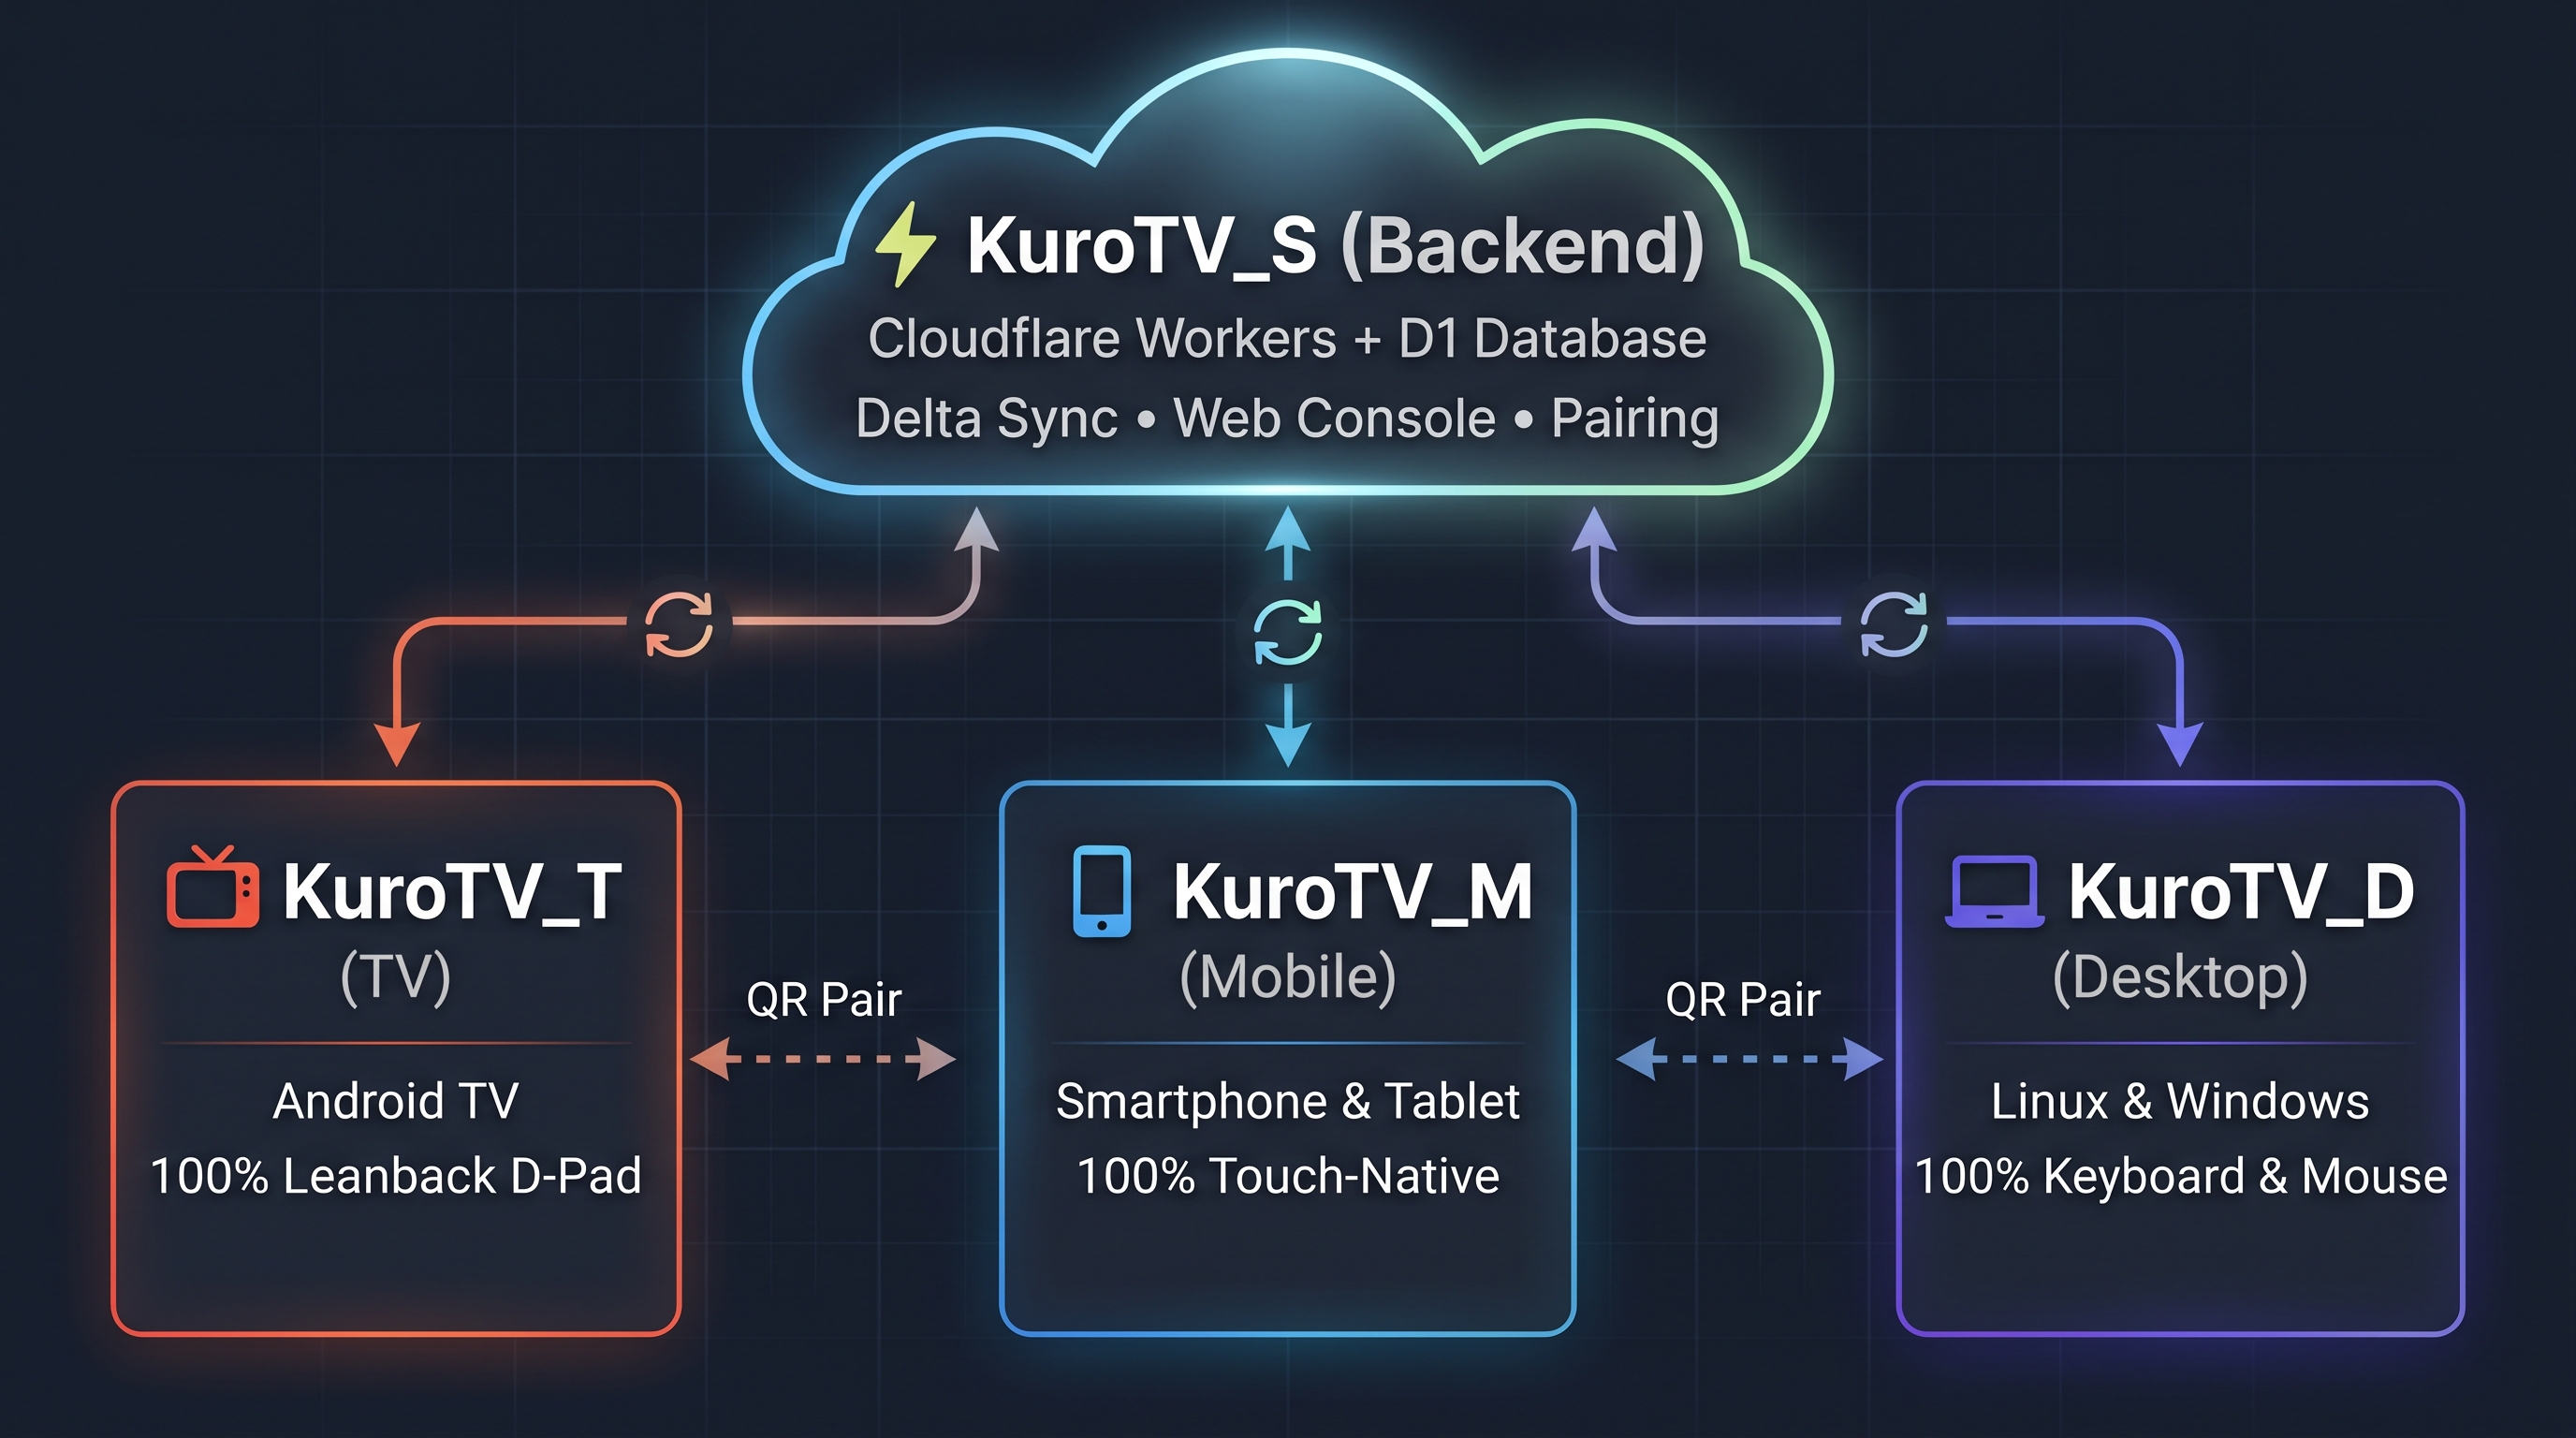 KuroTV_S (Backend)
Cloudflare Workers + D1 Database
Delta Sync • Web Console • Pairing
KuroTV_T
(TV)
Android TV
100% Leanback D-Pad
QR Pair
KuroTV_M
(Mobile)
Smartphone & Tablet
100% Touch-Native
QR Pair
KuroTV_D
(Desktop)
Linux & Windows
100% Keyboard & Mouse